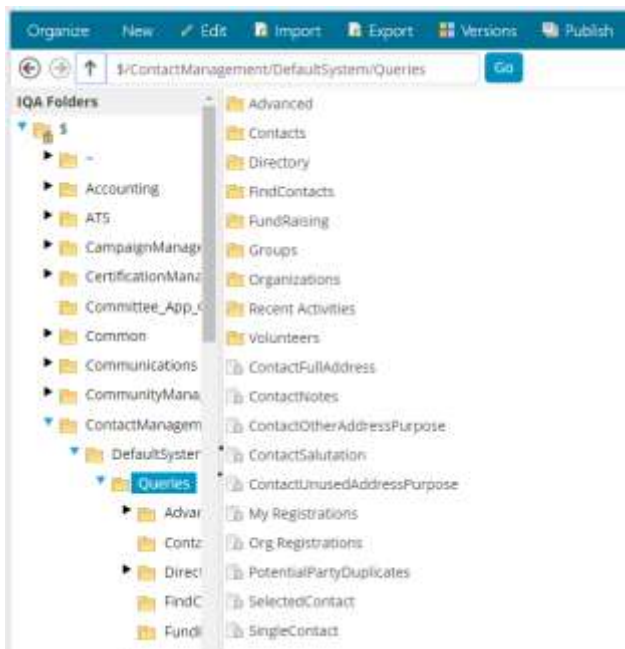 Organize New Edit Import Export Versions Publish
$/ContactManagement/DefaultSystem/Queries Go
IQA Folders
$
~
Accounting
ATS
CampaignManage
CertificationMana
Committee_App_
Common
Communications
CommunityMana
ContactManagem
DefaultSyster
Queries
Advar
Conta
Direct
FindC
Fundi
Advanced
Contacts
Directory
FindContacts
FundRaising
Groups
Organizations
Recent Activities
Volunteers
ContactFullAddress
ContactNotes
ContactOtherAddressPurpose
ContactSalutation
ContactUnusedAddressPurpose
My Registrations
Org Registrations
PotentialPartyDuplicates
SelectedContact
SingleContact